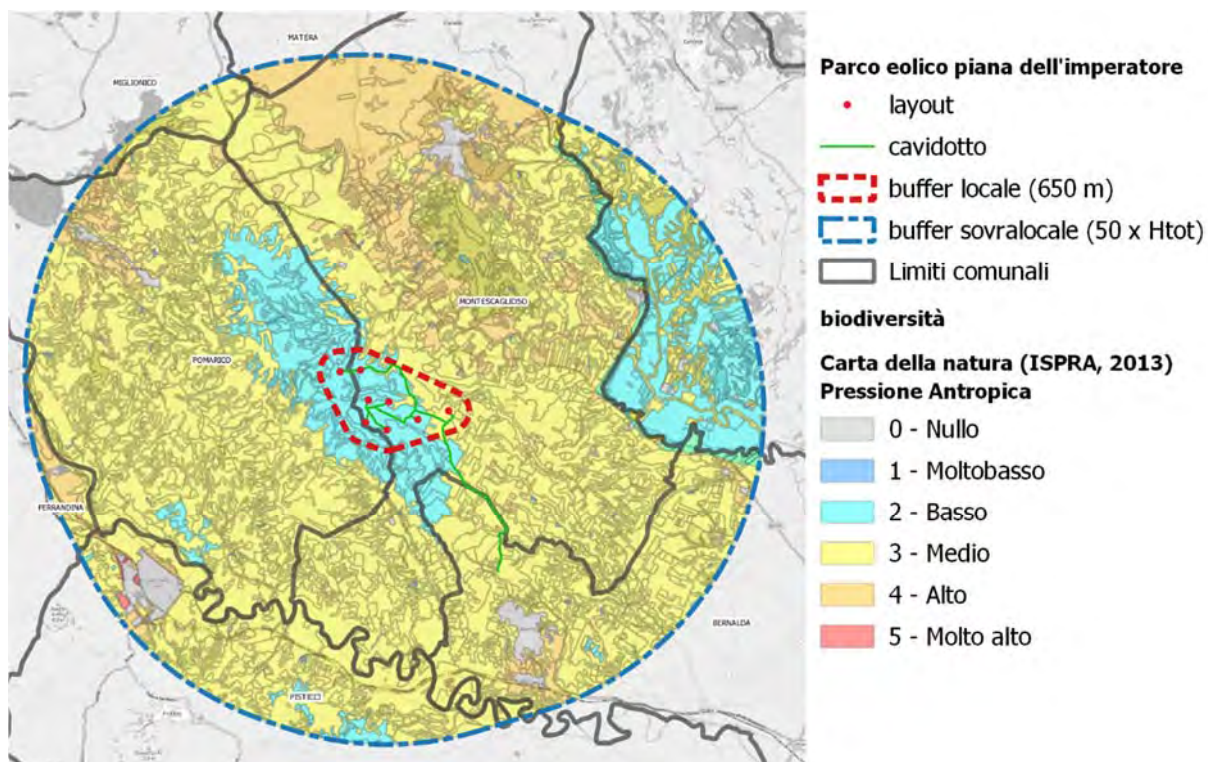 MATERA
MIGLIONICO
MONTESCAGLIOSO
POMARICO
FERRANDINA
BERNALDA
PISTICCI
Parco eolico piana dell'imperatore
layout
cavidotto
buffer locale (650 m)
buffer sovralocale (50 x Htot)
Limiti comunali
biodiversità
Carta della natura (ISPRA, 2013)
Pressione Antropica
0 - Nullo
1 - Moltobasso
2 - Basso
3 - Medio
4 - Alto
5 - Molto alto